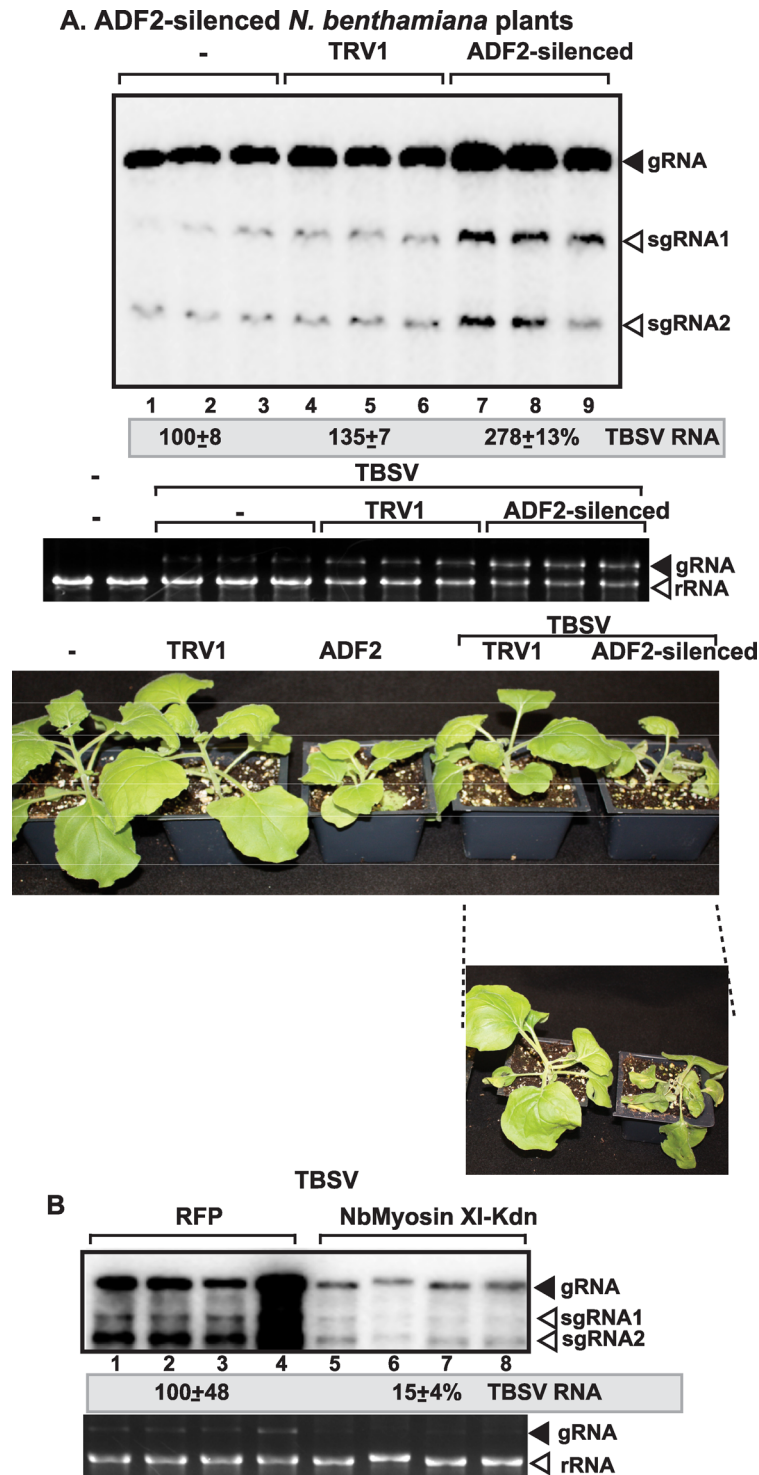 A. ADF2-silenced N. benthamiana plants
- TRV1 ADF2-silenced
gRNA
sgRNA1
sgRNA2
1 2 3 4 5 6 7 8 9
100±8 135±7 278±13% TBSV RNA
- TBSV
- - TRV1 ADF2-silenced
gRNA
rRNA
TBSV
- TRV1 ADF2 TRV1 ADF2-silenced
TBSV
B
RFP NbMyosin XI-Kdn
gRNA
sgRNA1
sgRNA2
1 2 3 4 5 6 7 8
100±48 15±4% TBSV RNA
gRNA
rRNA